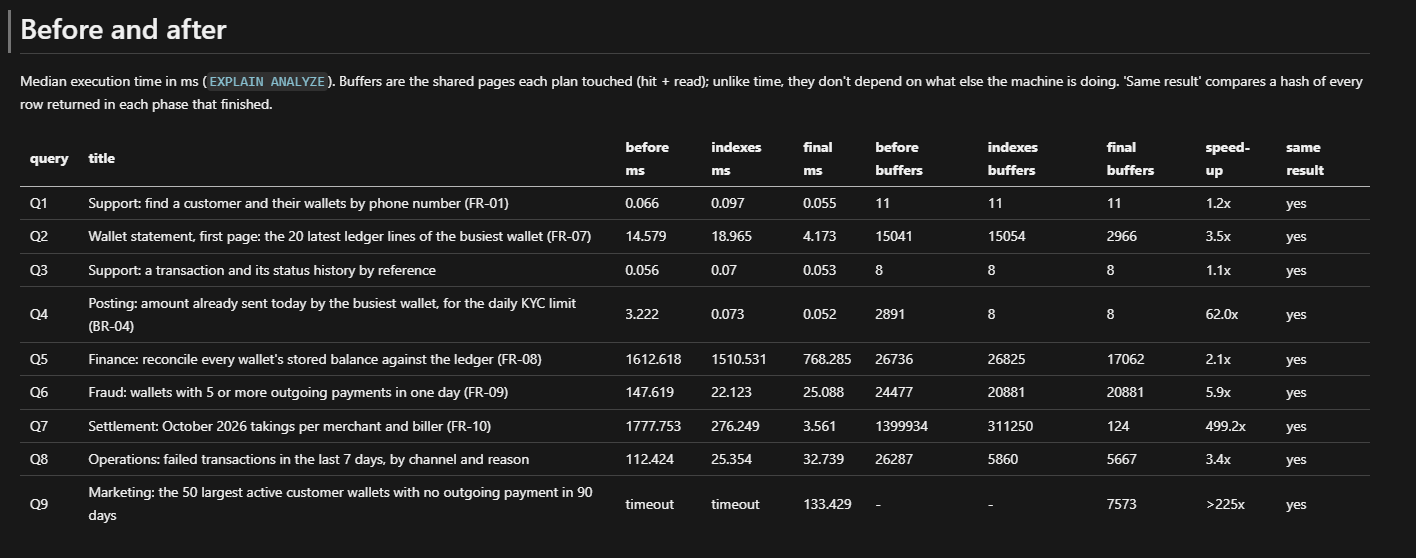 Before and after
Median execution time in ms (EXPLAIN ANALYZE). Buffers are the shared pages each plan touched (hit + read); unlike time, they don't depend on what else the machine is doing. 'Same result' compares a hash of every
row returned in each phase that finished.
query title before ms indexes ms final ms before buffers indexes buffers final buffers speed-up same result
Q1 Support: find a customer and their wallets by phone number (FR-01) 0.066 0.097 0.055 11 11 11 1.2x yes
Q2 Wallet statement, first page: the 20 latest ledger lines of the busiest wallet (FR-07) 14.579 18.965 4.173 15041 15054 2966 3.5x yes
Q3 Support: a transaction and its status history by reference 0.056 0.07 0.053 8 8 8 1.1x yes
Q4 Posting: amount already sent today by the busiest wallet, for the daily KYC limit (BR-04) 3.222 0.073 0.052 2891 8 8 62.0x yes
Q5 Finance: reconcile every wallet's stored balance against the ledger (FR-08) 1612.618 1510.531 768.285 26736 26825 17062 2.1x yes
Q6 Fraud: wallets with 5 or more outgoing payments in one day (FR-09) 147.619 22.123 25.088 24477 20881 20881 5.9x yes
Q7 Settlement: October 2026 takings per merchant and biller (FR-10) 1777.753 276.249 3.561 1399934 311250 124 499.2x yes
Q8 Operations: failed transactions in the last 7 days, by channel and reason 112.424 25.354 32.739 26287 5860 5667 3.4x yes
Q9 Marketing: the 50 largest active customer wallets with no outgoing payment in 90 days timeout timeout 133.429 - - 7573 >225x yes